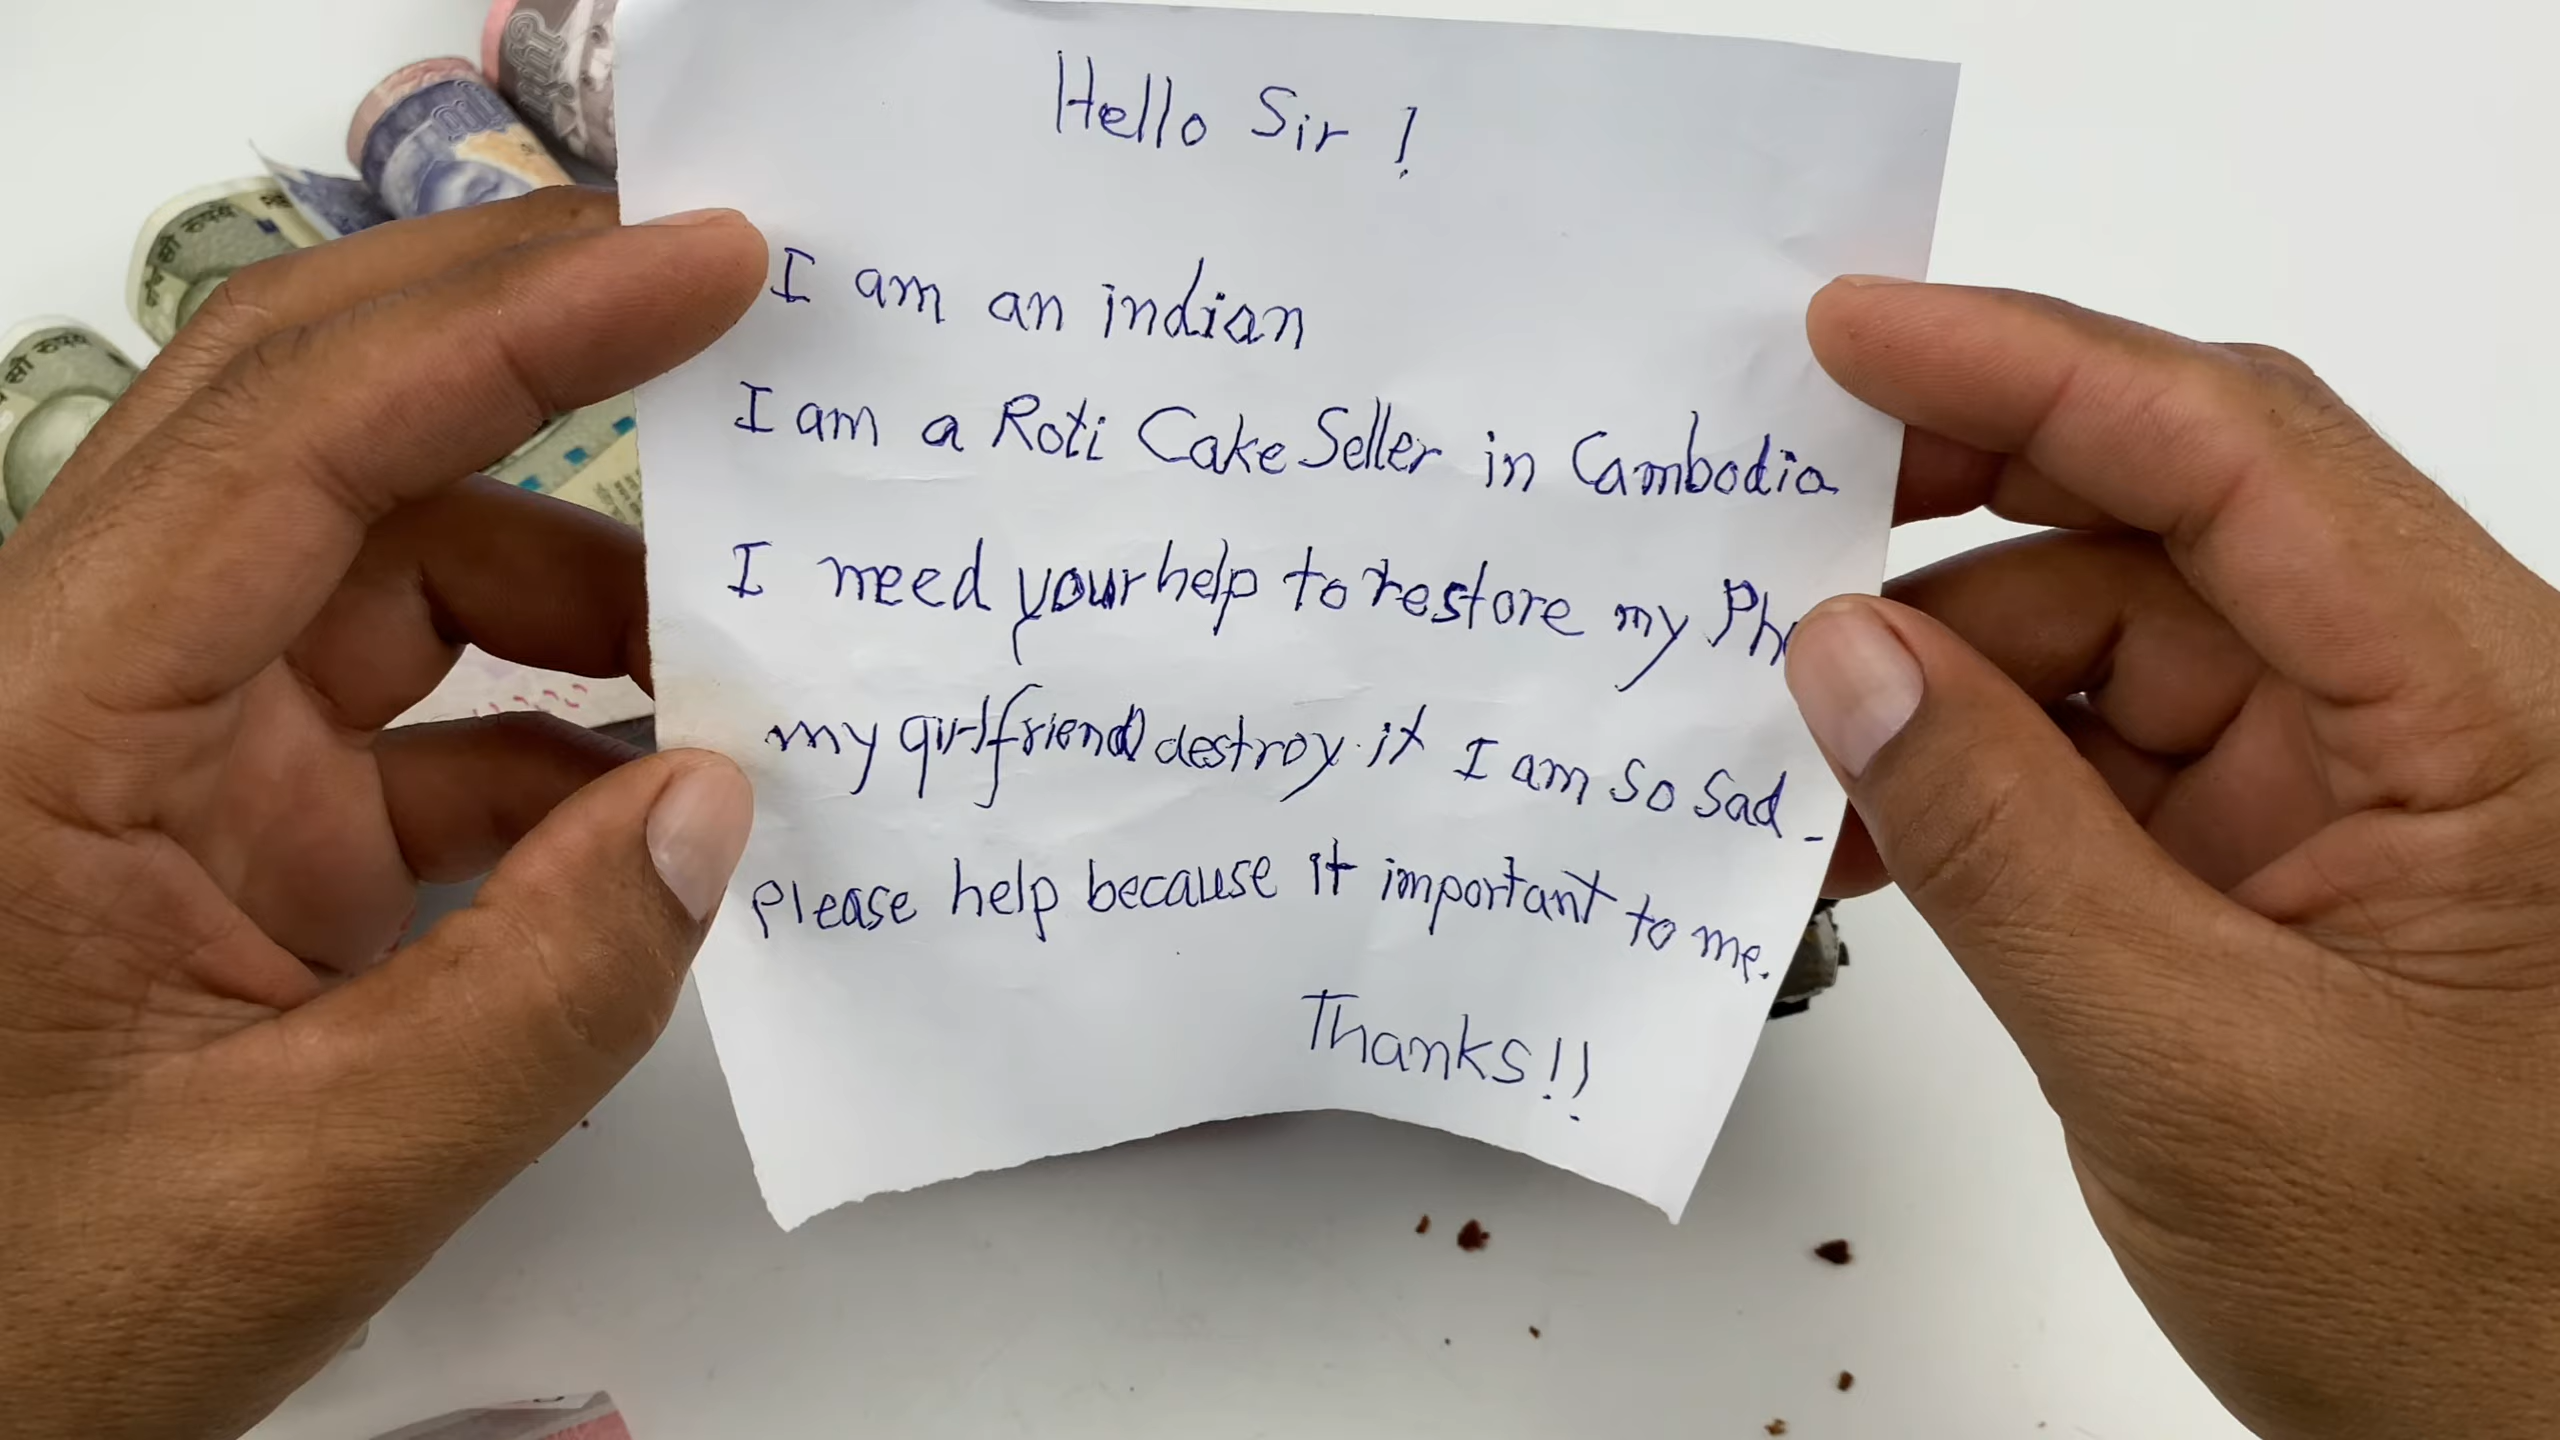 Hello Sir !
I am an indian
I am a Roti Cake Seller in Cambodia
I need your help to restore my
my girlfriend destroy it I am so sad -
Please help because it important to me.
Thanks!!
सौ रुपये